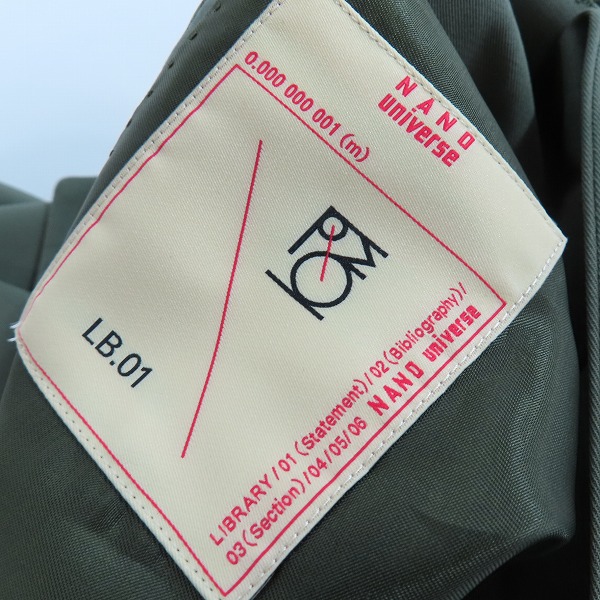 NANO
universe
0.000 000 001 (m)
LB.01
LIBRARY/01(Statement)/02(Bibliography)/
03(Section)/04/05/06 NANO universe